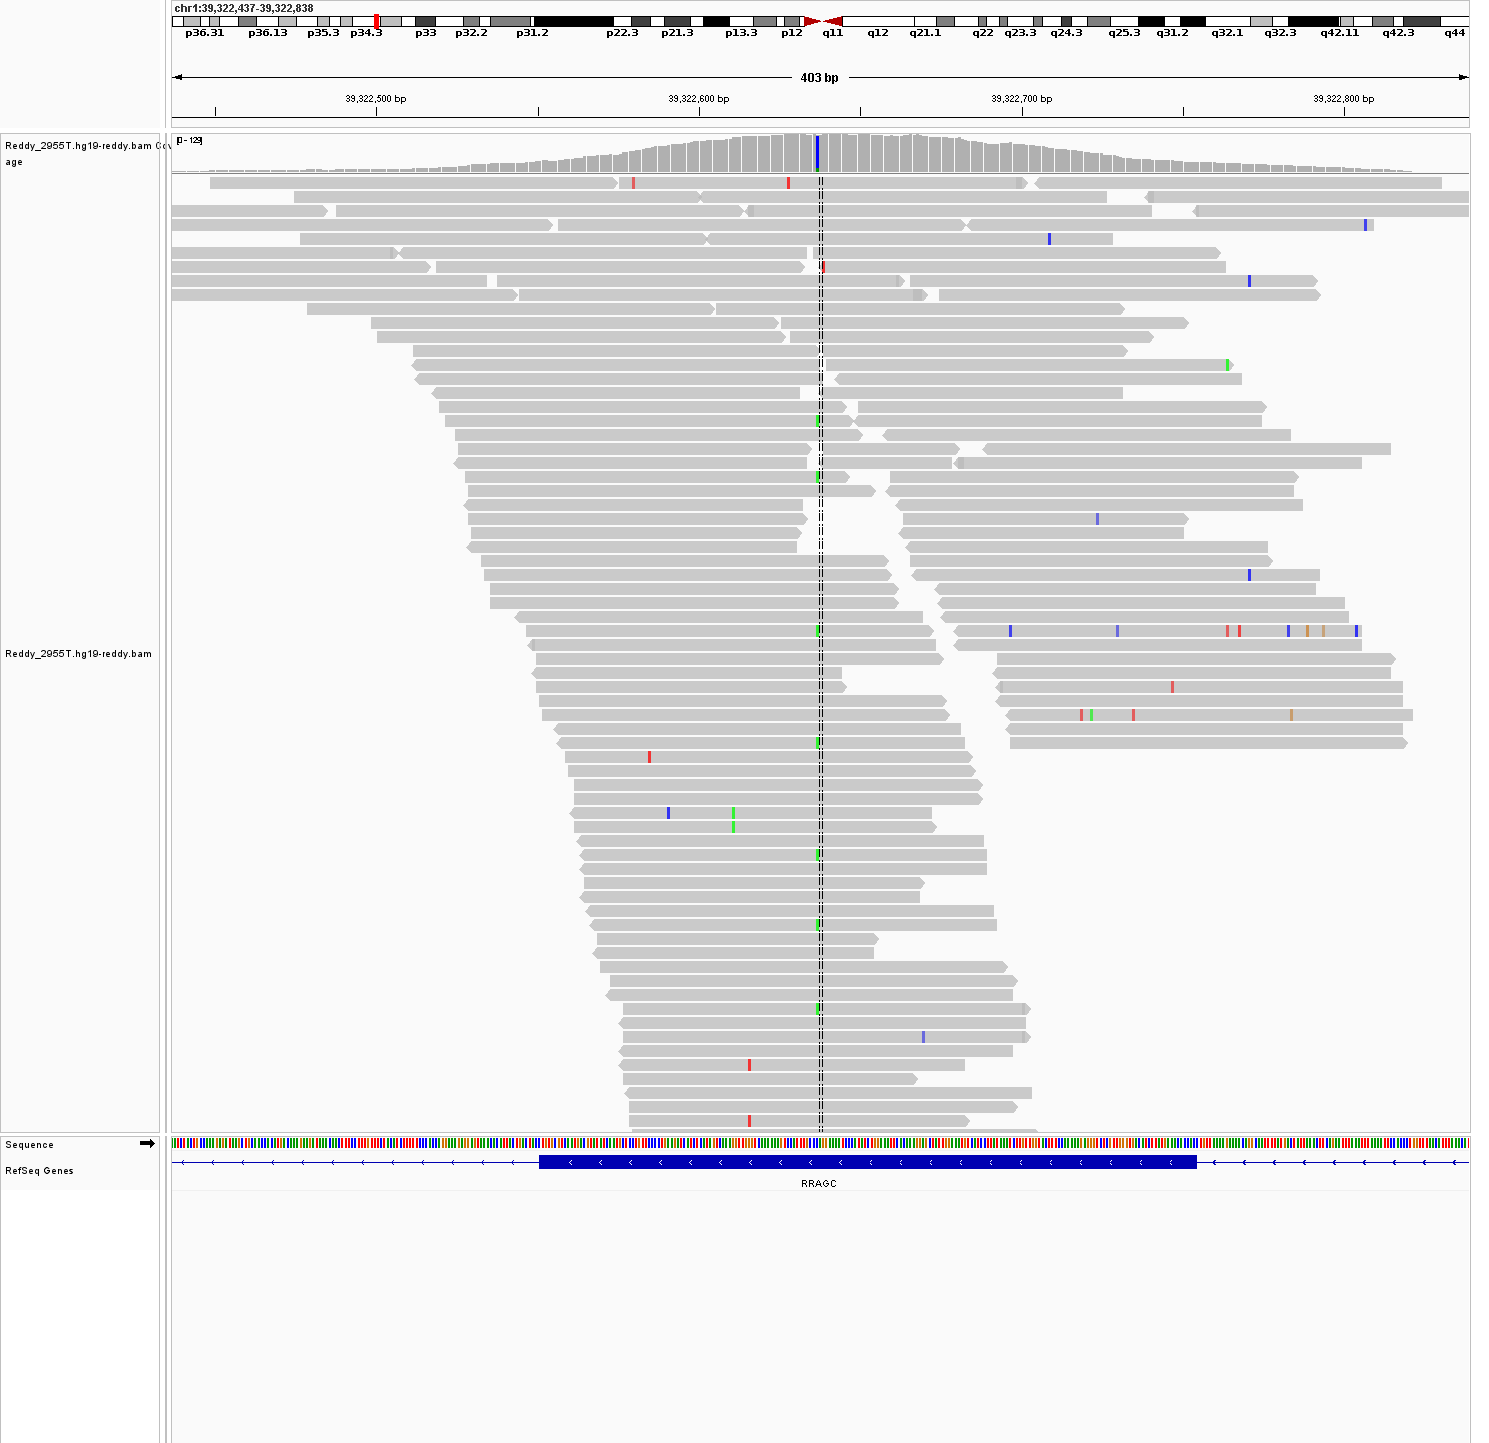 chr1:39,322,437-39,322,838
p36.31 p36.13 p35.3 p34.3 p33 p32.2 p31.2 p22.3 p21.3 p13.3 p12 q11 q12 q21.1 q22 q23.3 q24.3 q25.3 q31.2 q32.1 q32.3 q42.11 q42.3 q44
403 bp
39,322,500 bp 39,322,600 bp 39,322,700 bp 39,322,800 bp
Reddy_2955T.hg19-reddy.bam Cov
age
[0 - 129]
Reddy_2955T.hg19-reddy.bam
Sequence
RefSeq Genes
RRAGC